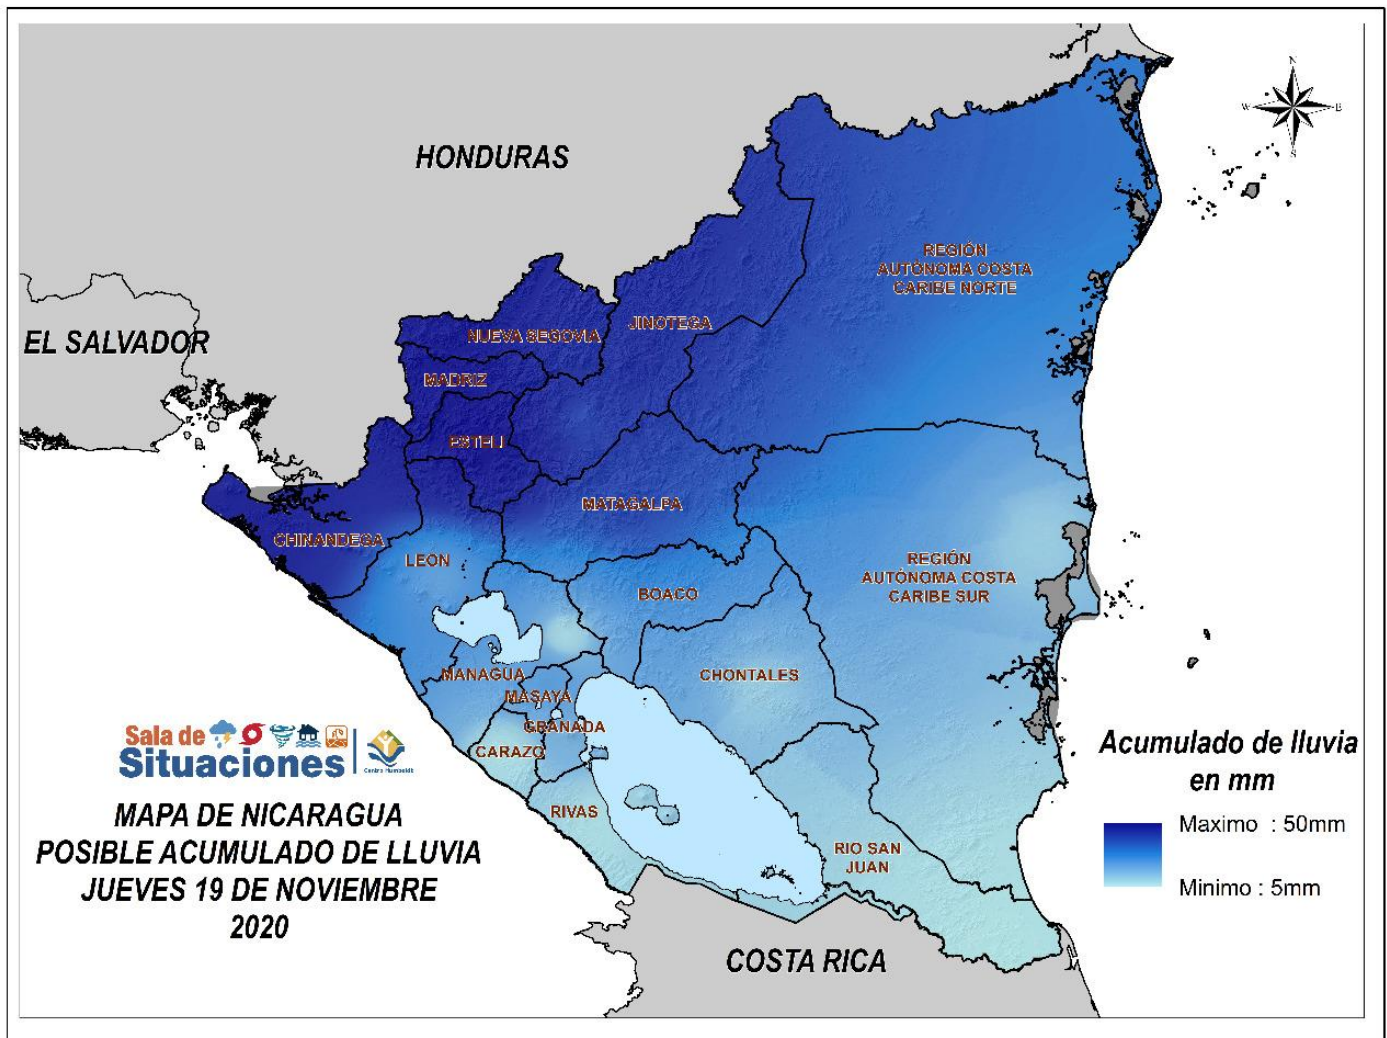 HONDURAS
N
W
E
S
REGIÓN
AUTÓNOMA COSTA
CARIBE NORTE
JINOTEGA
NUEVA SEGOVIA
EL SALVADOR
MADRIZ
ESTELI
MATAGALPA
CHINANDEGA
LEON
REGIÓN
AUTÓNOMA COSTA
CARIBE SUR
BOACO
MANAGUA
CHONTALES
MASAYA
GRANADA
CARAZO
RIVAS
RIO SAN
JUAN
COSTA RICA
Sala de
Situaciones
Centro Humboldt
MAPA DE NICARAGUA
POSIBLE ACUMULADO DE LLUVIA
JUEVES 19 DE NOVIEMBRE
2020
Acumulado de lluvia
en mm
Maximo : 50mm
Minimo : 5mm